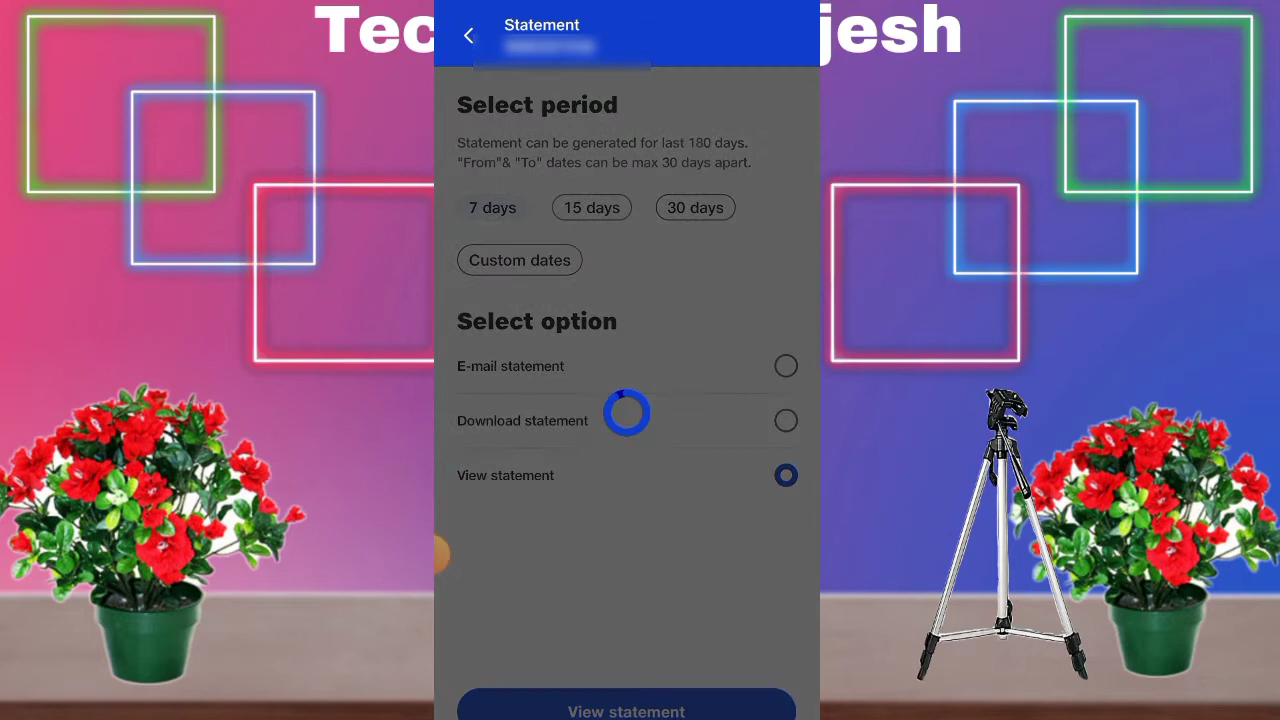 Tec jesh
Statement
Select period
Statement can be generated for last 180 days.
"From"& "To" dates can be max 30 days apart.
7 days 15 days 30 days
Custom dates
Select option
E-mail statement
Download statement
View statement
View statement